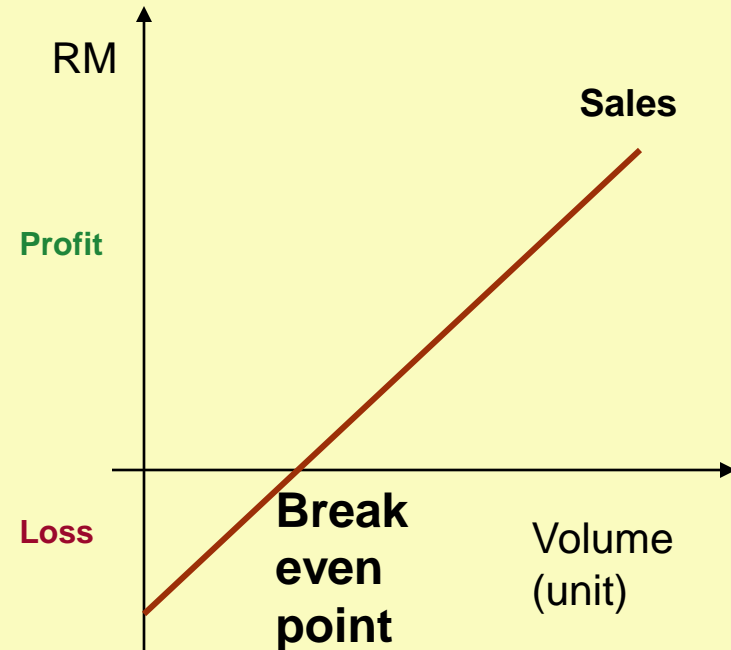 RM
Sales
Profit
Loss
Break
even
point
Volume
(unit)